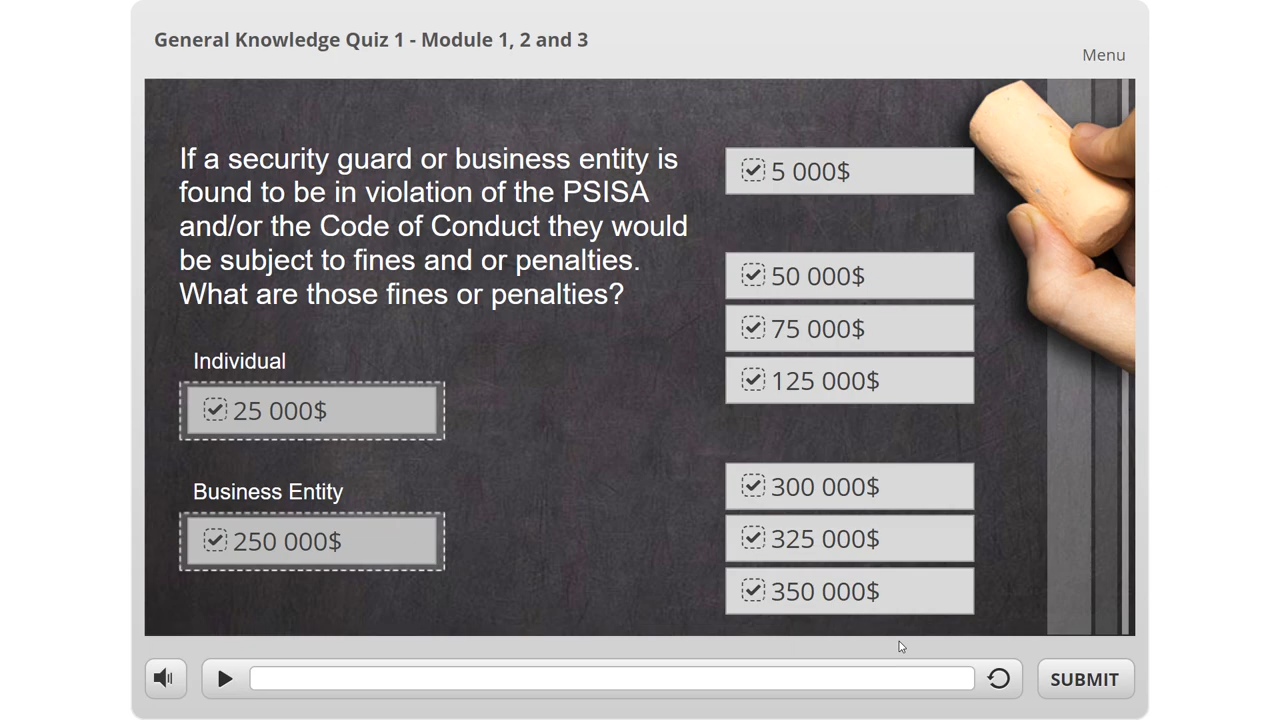 General Knowledge Quiz 1 - Module 1, 2 and 3
Menu
If a security guard or business entity is
found to be in violation of the PSISA
and/or the Code of Conduct they would
be subject to fines and or penalties.
What are those fines or penalties?
Individual
25 000$
Business Entity
250 000$
5 000$
50 000$
75 000$
125 000$
300 000$
325 000$
350 000$
SUBMIT